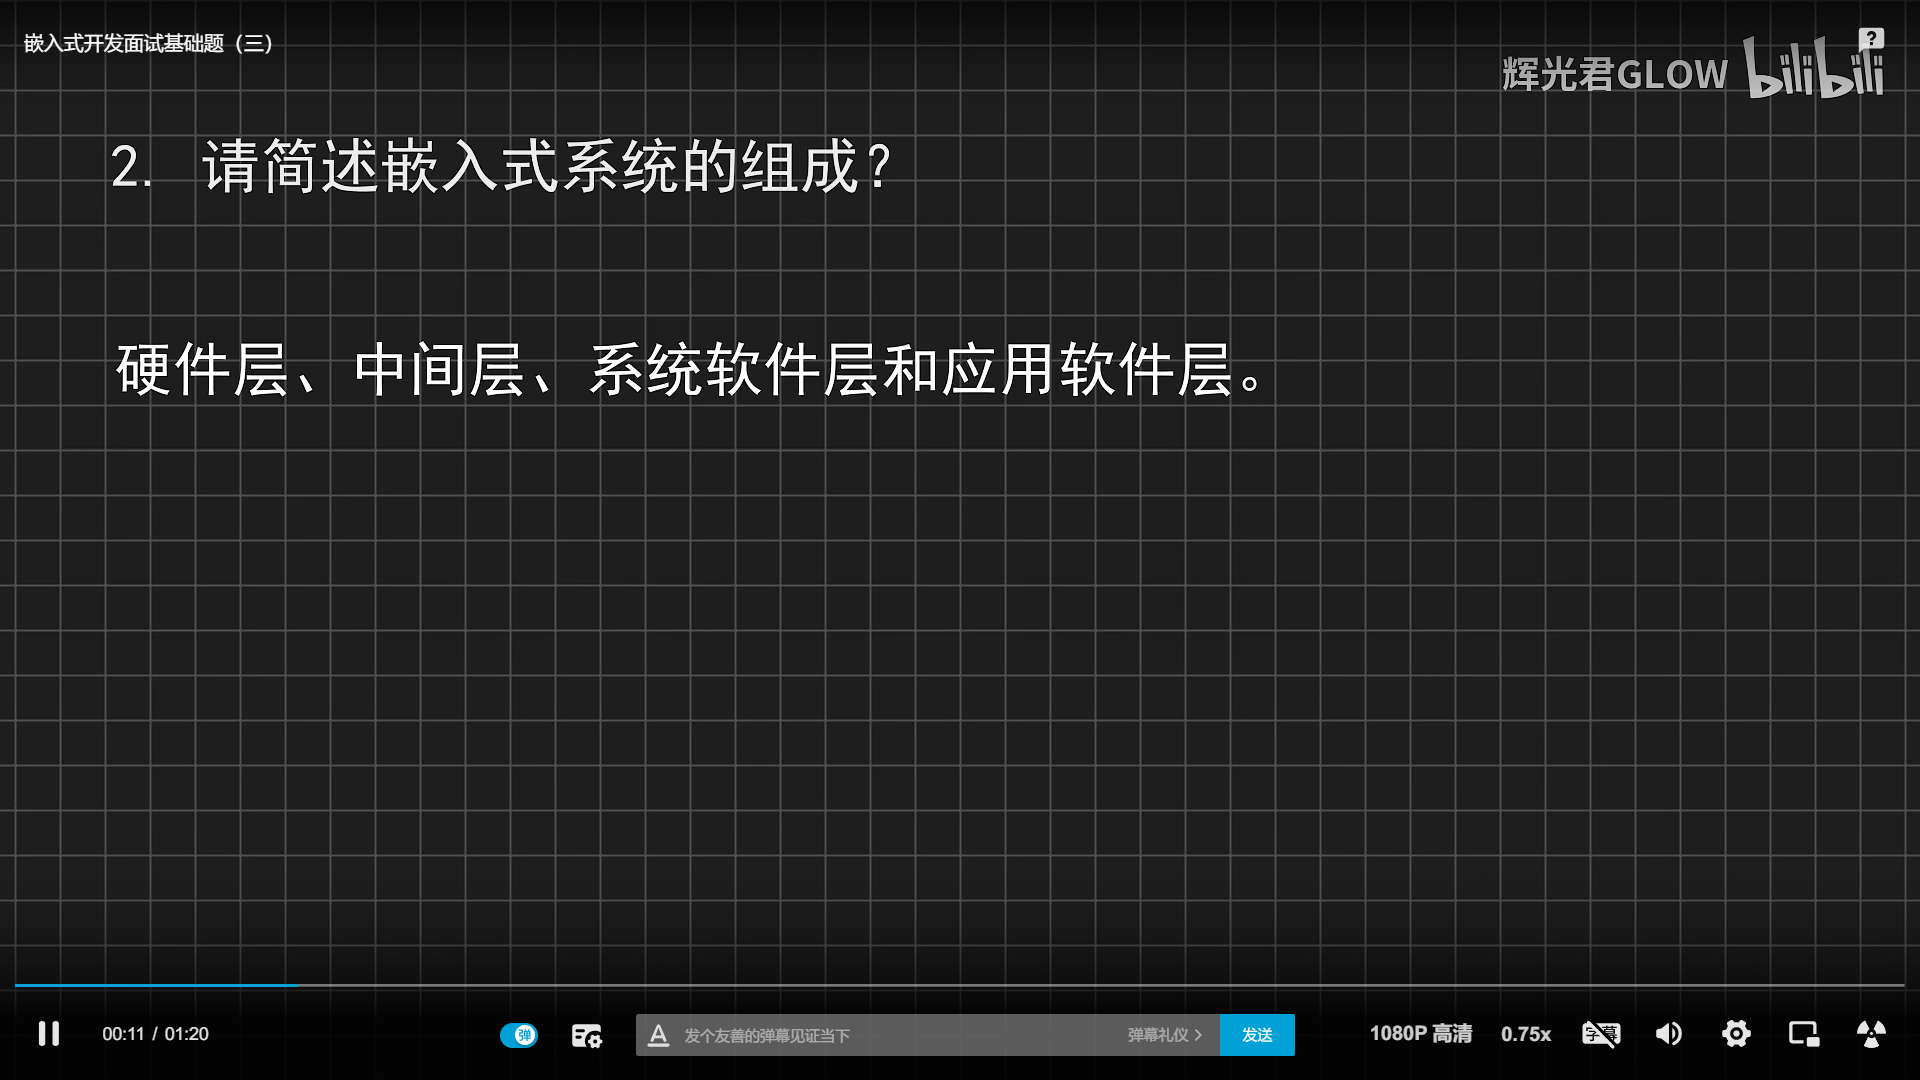 嵌入式开发面试基础题（三）
辉光君GLOW bilibili
2. 请简述嵌入式系统的组成?
硬件层、中间层、系统软件层和应用软件层。
00:11 / 01:20
弹
发个友善的弹幕见证当下
弹幕礼仪 >
发送
1080P 高清
0.75x
字幕